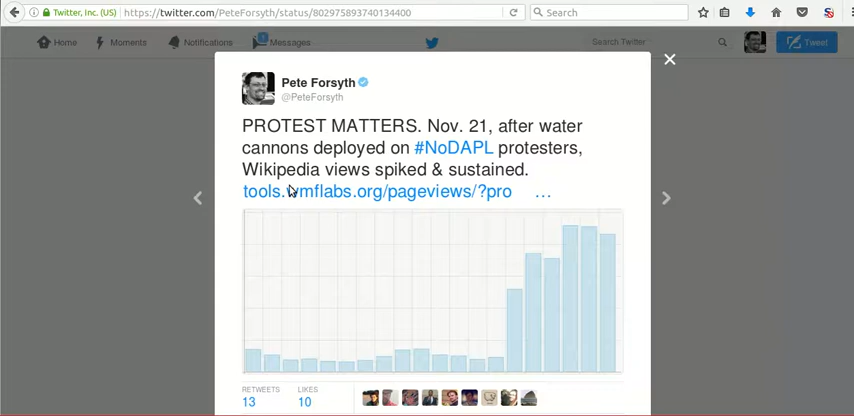 Twitter, Inc. (US) https://twitter.com/PeteForsyth/status/802975893740134400 Search
Home Moments Notifications 1 Messages Search Twitter Tweet
Pete Forsyth
@PeteForsyth
PROTEST MATTERS. Nov. 21, after water
cannons deployed on #NoDAPL protesters,
Wikipedia views spiked & sustained.
tools.wmflabs.org/pageviews/?pro …
RETWEETS LIKES
13 10